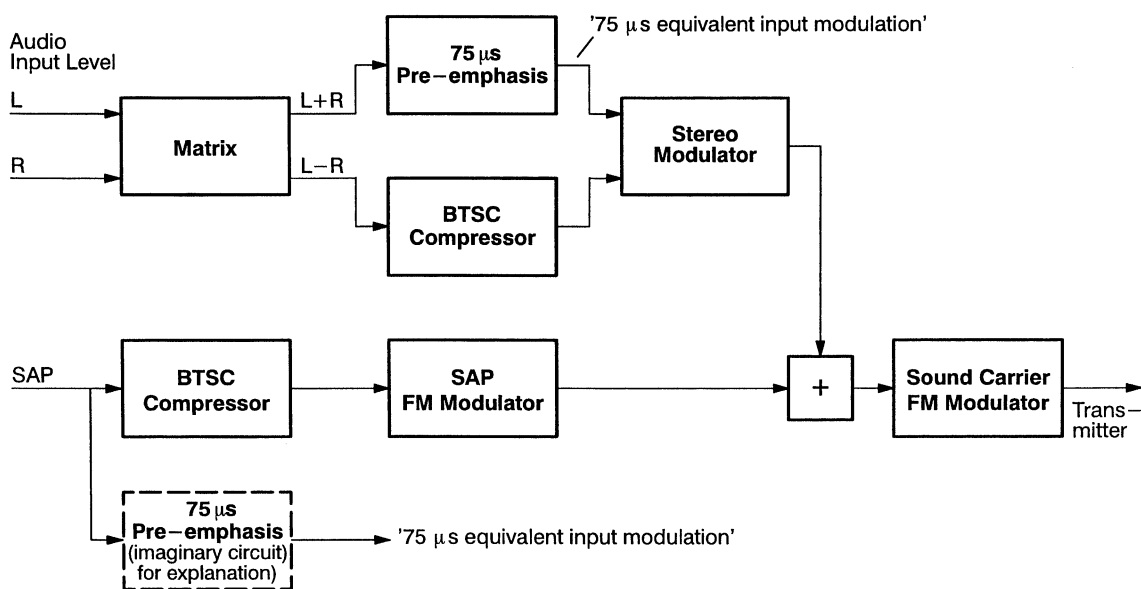 '75 µs equivalent input modulation'
Audio
Input Level
75 µs
Pre–emphasis
L
L+R
Matrix
Stereo
Modulator
R
L–R
BTSC
Compressor
SAP
BTSC
Compressor
SAP
FM Modulator
+
Sound Carrier
FM Modulator
Trans–
mitter
75 µs
Pre–emphasis
(imaginary circuit)
for explanation)
'75 µs equivalent input modulation'